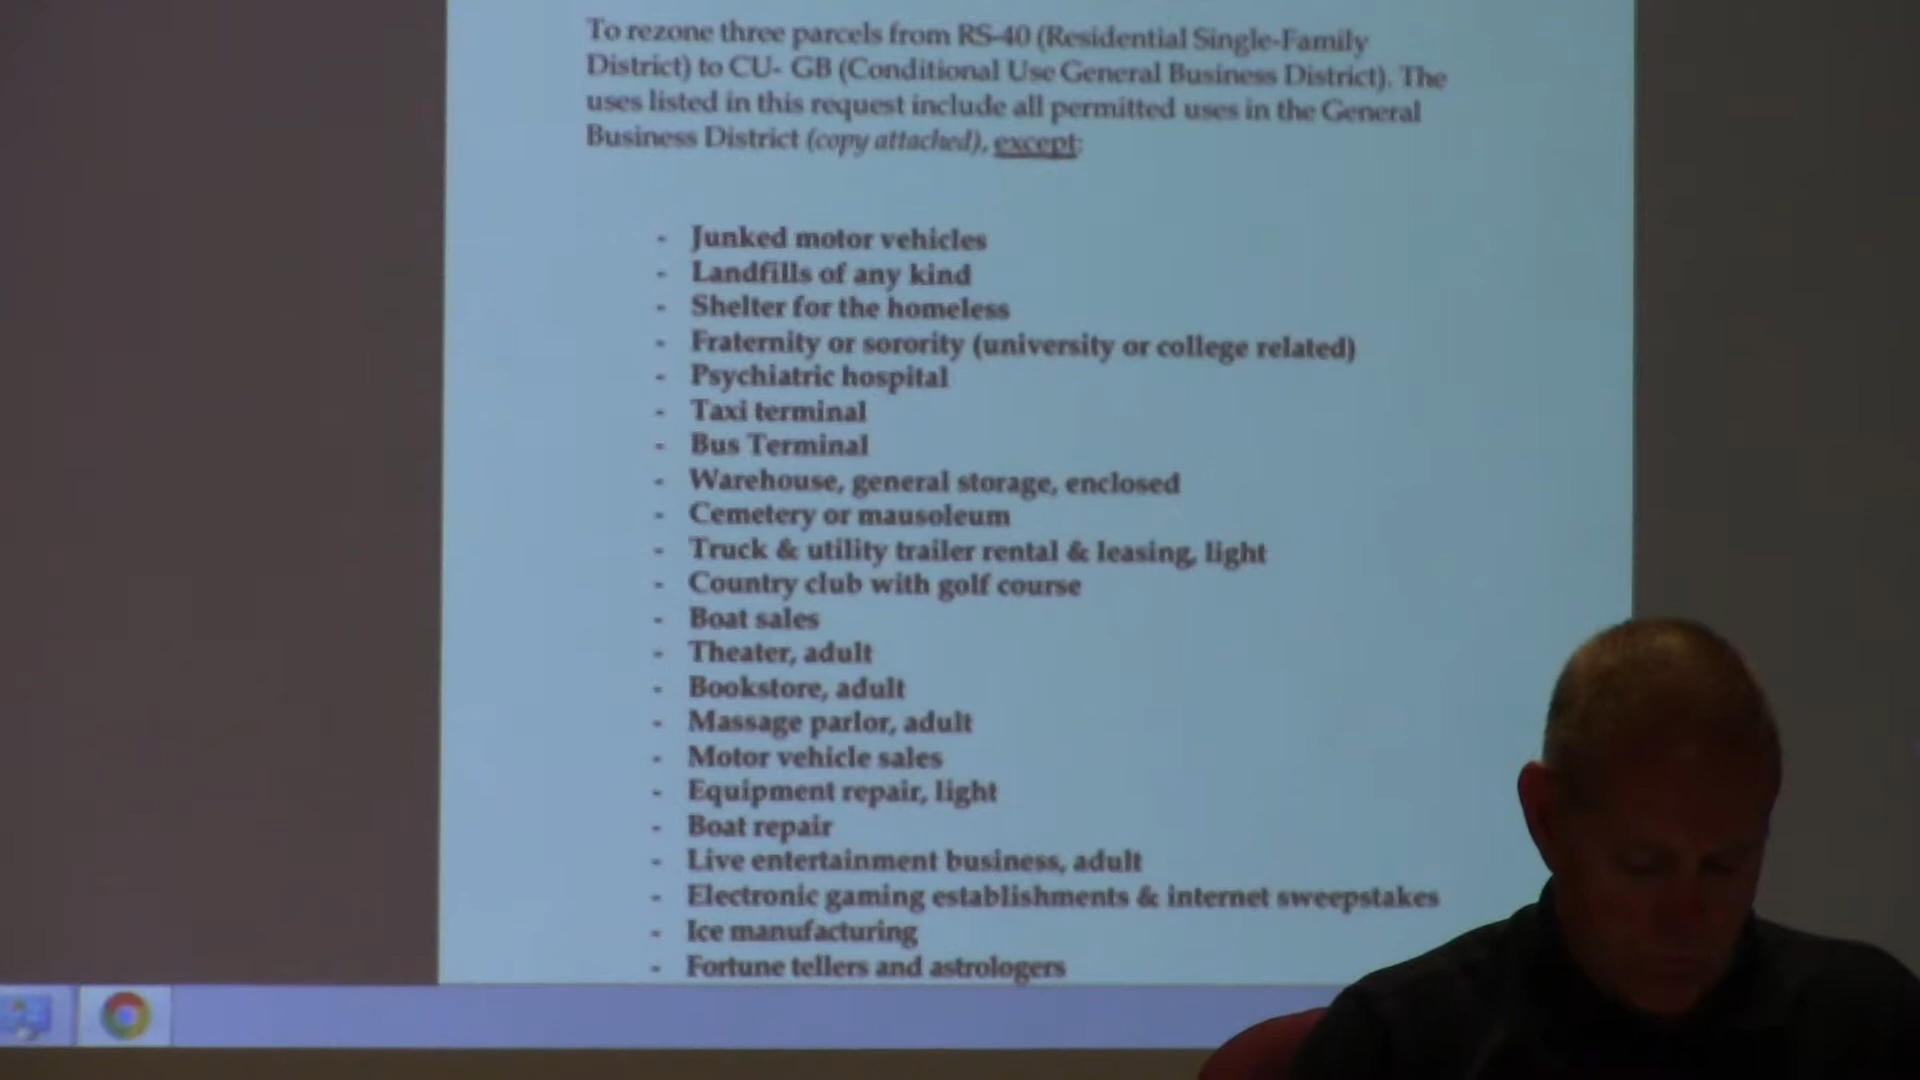 To rezone three parcels from RS-40 (Residential Single-Family
District) to CU- GB (Conditional Use General Business District). The
uses listed in this request include all permitted uses in the General
Business District (copy attached), except:
- Junked motor vehicles
- Landfills of any kind
- Shelter for the homeless
- Fraternity or sorority (university or college related)
- Psychiatric hospital
- Taxi terminal
- Bus Terminal
- Warehouse, general storage, enclosed
- Cemetery or mausoleum
- Truck & utility trailer rental & leasing, light
- Country club with golf course
- Boat sales
- Theater, adult
- Bookstore, adult
- Massage parlor, adult
- Motor vehicle sales
- Equipment repair, light
- Boat repair
- Live entertainment business, adult
- Electronic gaming establishments & internet sweepstakes
- Ice manufacturing
- Fortune tellers and astrologers